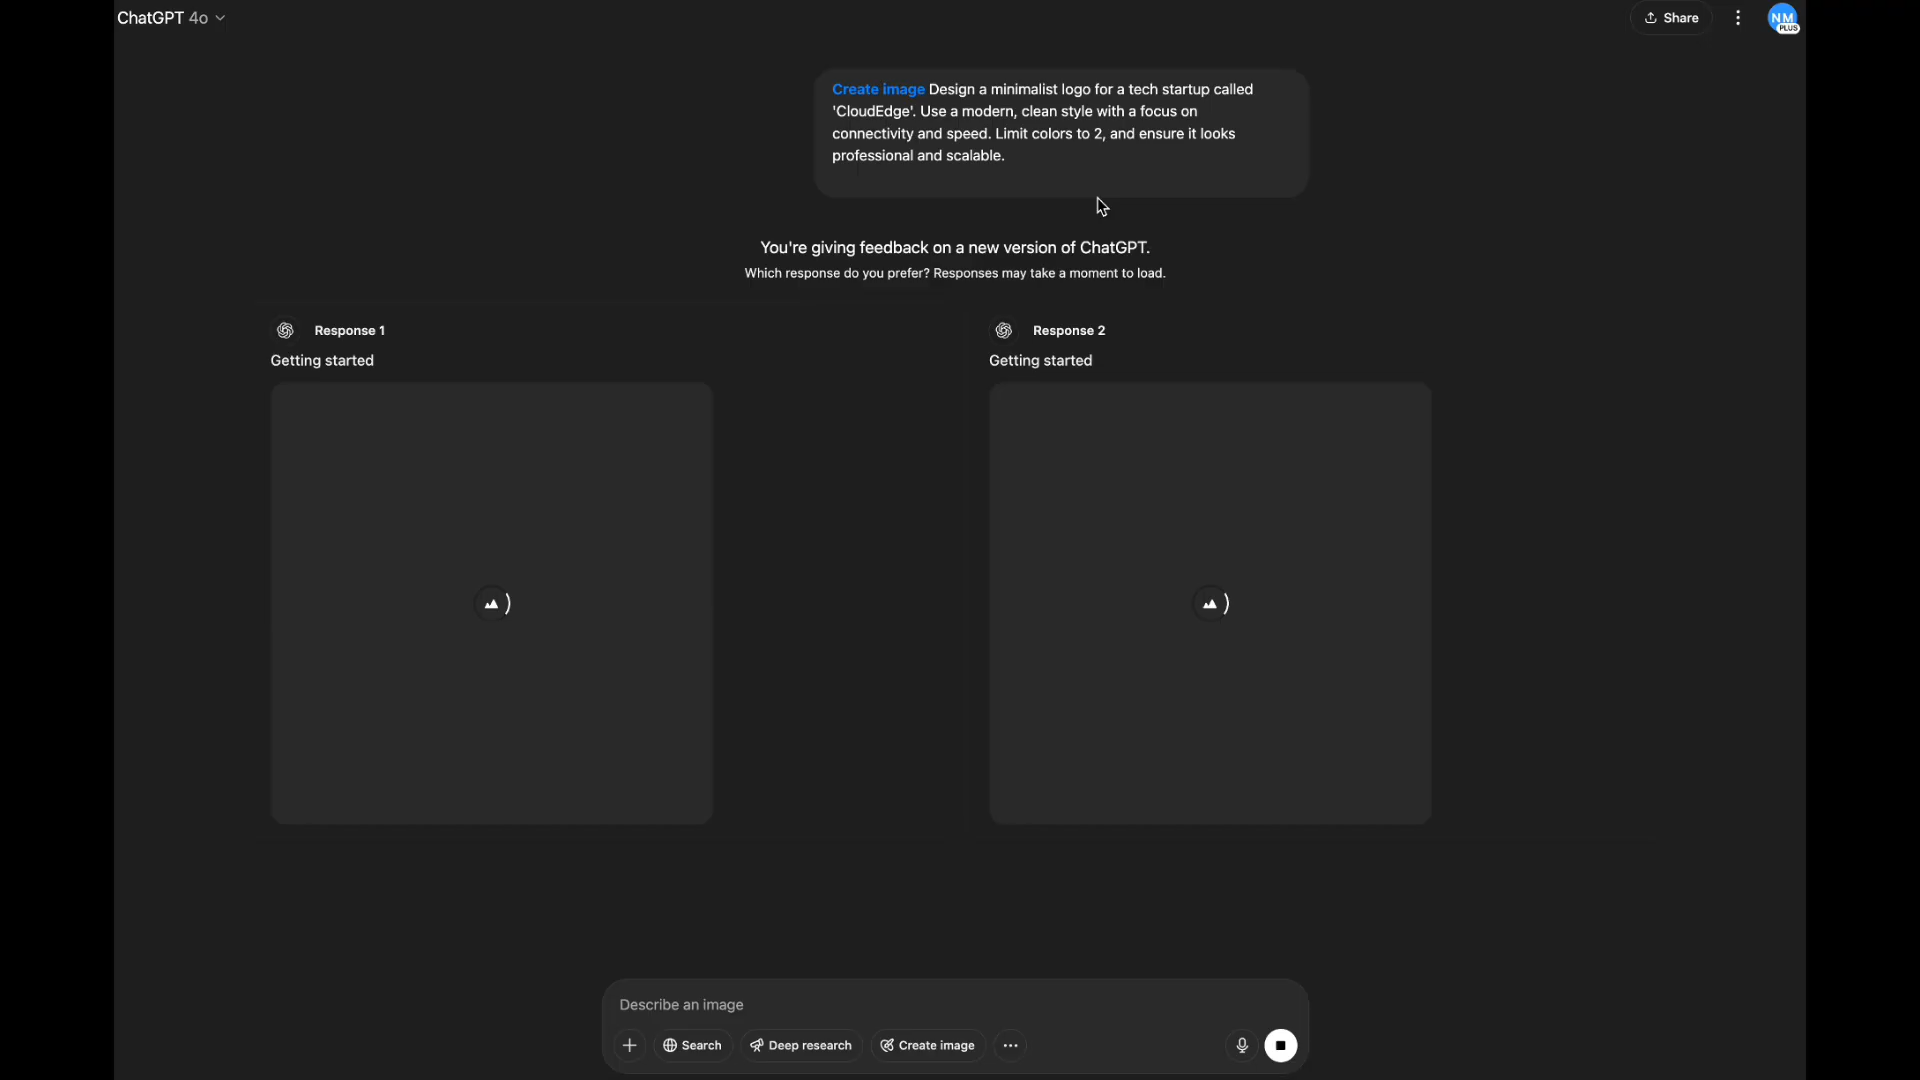 ChatGPT 4o
Share
NM
PLUS
Create image Design a minimalist logo for a tech startup called
'CloudEdge'. Use a modern, clean style with a focus on
connectivity and speed. Limit colors to 2, and ensure it looks
professional and scalable.
You're giving feedback on a new version of ChatGPT.
Which response do you prefer? Responses may take a moment to load.
Response 1
Getting started
Response 2
Getting started
Describe an image
Search
Deep research
Create image